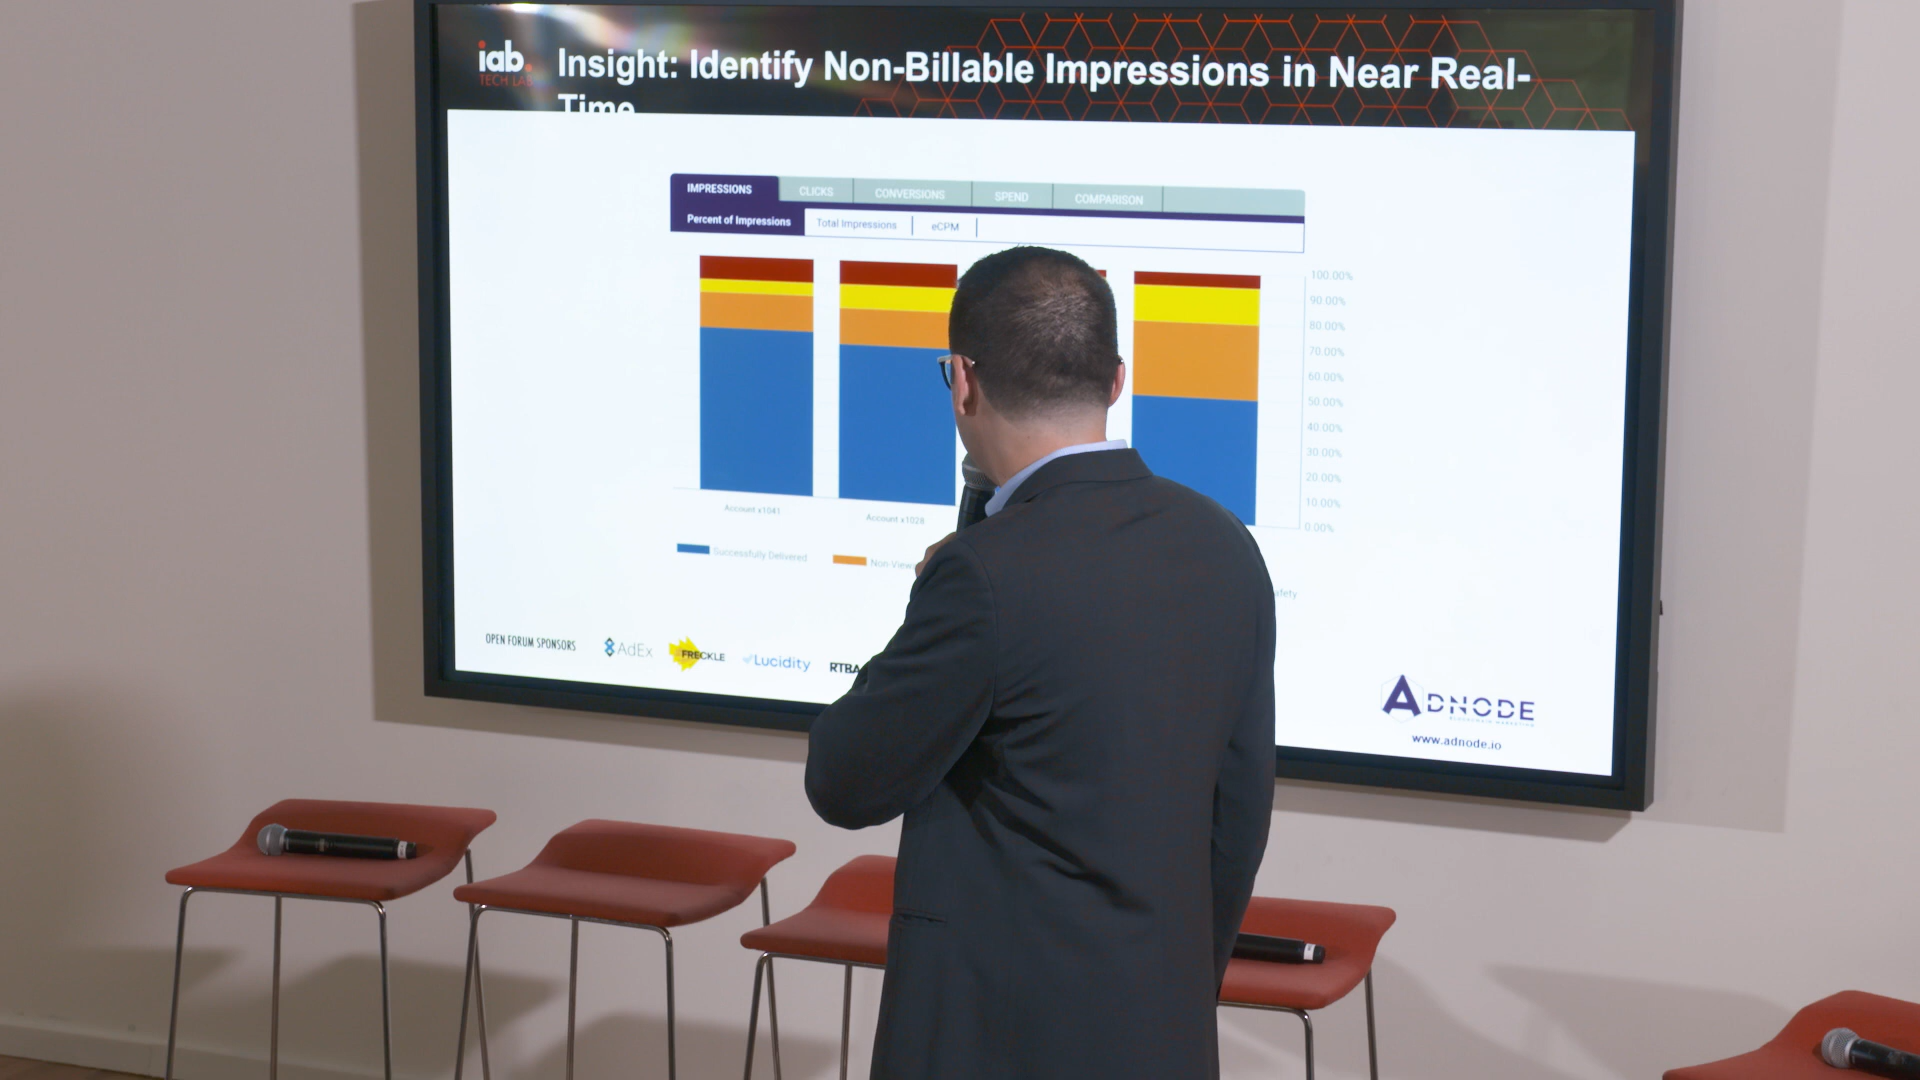 iab.
TECH LAB
Insight: Identify Non-Billable Impressions in Near Real-
Time
IMPRESSIONS
CLICKS
CONVERSIONS
SPEND
COMPARISON
Percent of Impressions
Total Impressions
eCPM
100.00%
90.00%
80.00%
70.00%
60.00%
50.00%
40.00%
30.00%
20.00%
10.00%
0.00%
Account x1041
Account x1028
Successfully Delivered
OPEN FORUM SPONSORS
AdEx
FRECKLE
Lucidity
ADNODE
www.adnode.io